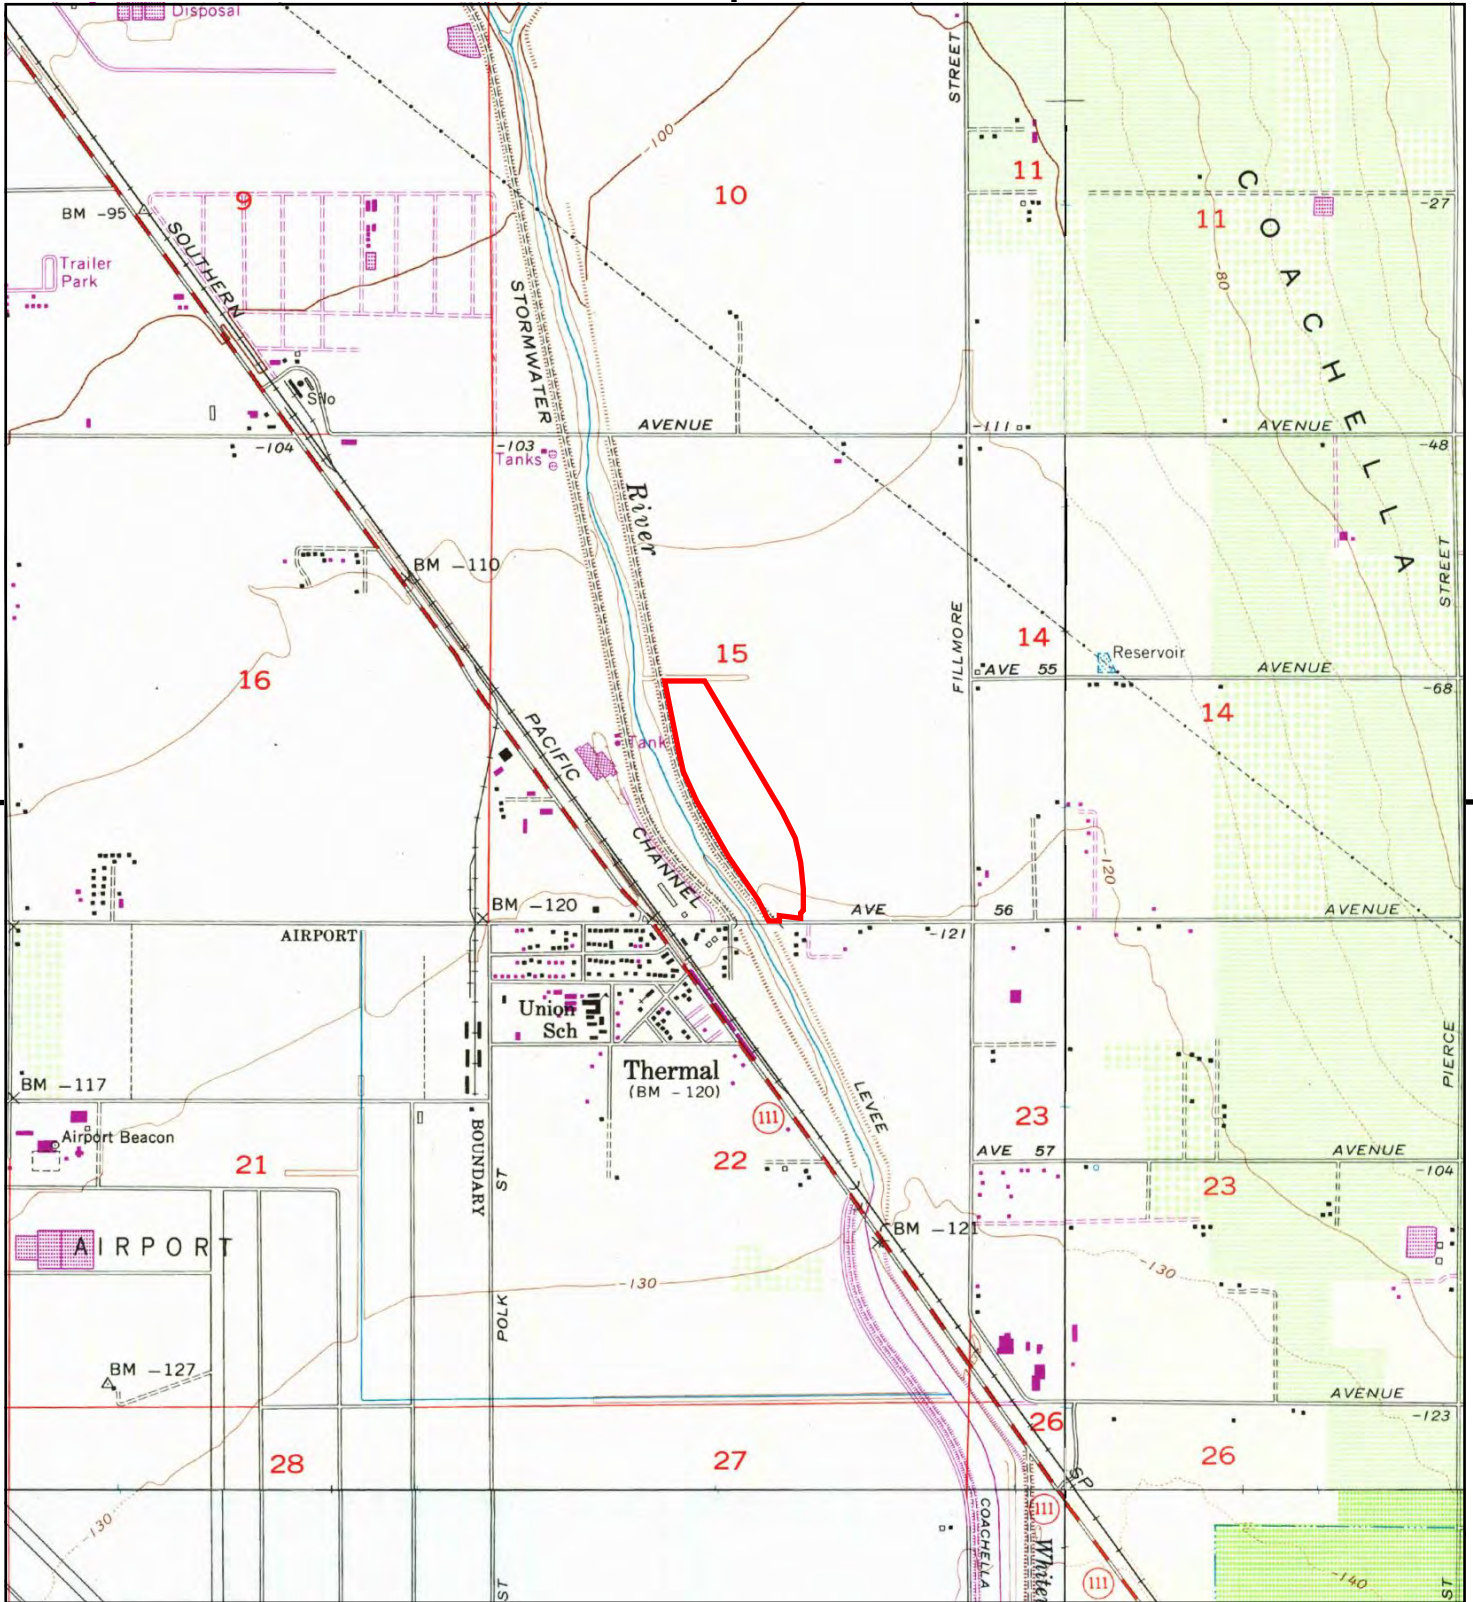 Disposal
STREET
-100
11
10
9
BM -95
-27
11
COACHELLA
SOUTHERN
Trailer
Park
-80
STORMWATER
Silo
AVENUE
-111
AVENUE
-104
-103
Tanks
-48
River
BM -110
STREET
FILLMORE
14
15
Reservoir
16
AVE 55
AVENUE
-68
14
PACIFIC
Tank
CHANNEL
-120
BM -120
AVE 56
AVENUE
AIRPORT
-121
Union
Sch
Thermal
(BM -120)
PIERCE
BM -117
111
LEVEE
23
Airport Beacon
BOUNDARY
AVE 57
AVENUE
21
22
ST
-104
23
AIRPORT
BM -121
-130
-130
POLK
BM -127
AVENUE
26
-123
28
27
26
SP
-130
COACHELLA
111
White
111
-140
ST
ST